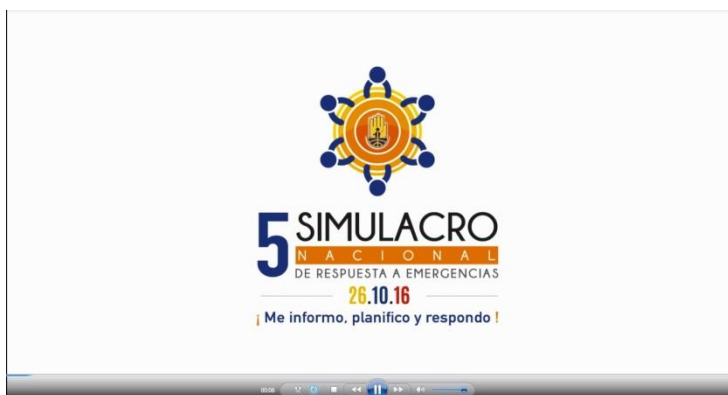 5 SIMULACRO
NACIONAL
DE RESPUESTA A EMERGENCIAS
26.10.16
¡ Me informo, planifico y respondo !